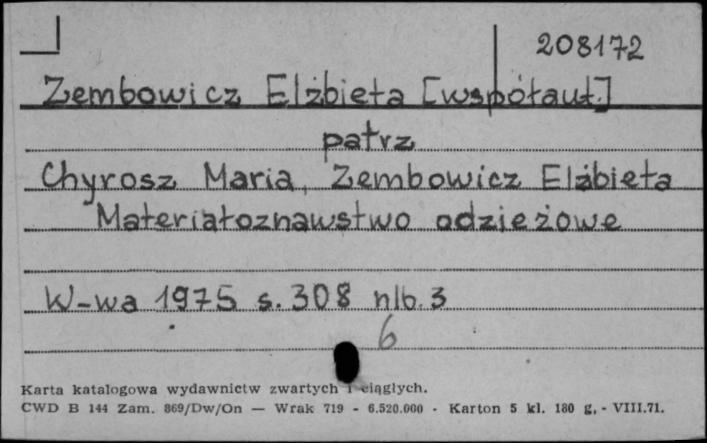 208172
Zembowicz Elżbieta [współaut.]
patrz
Chyrosz Maria, Zembowicz Elżbieta
Materiałoznawstwo odzieżowe
W-wa 1975 s. 308 nlb. 3
6
Karta katalogowa wydawnictw zwartych i ciągłych.
CWD B 144 Zam. 869/Dw/On — Wrak 719 - 6.520.000 - Karton 5 kl. 180 g, - VIII.71.